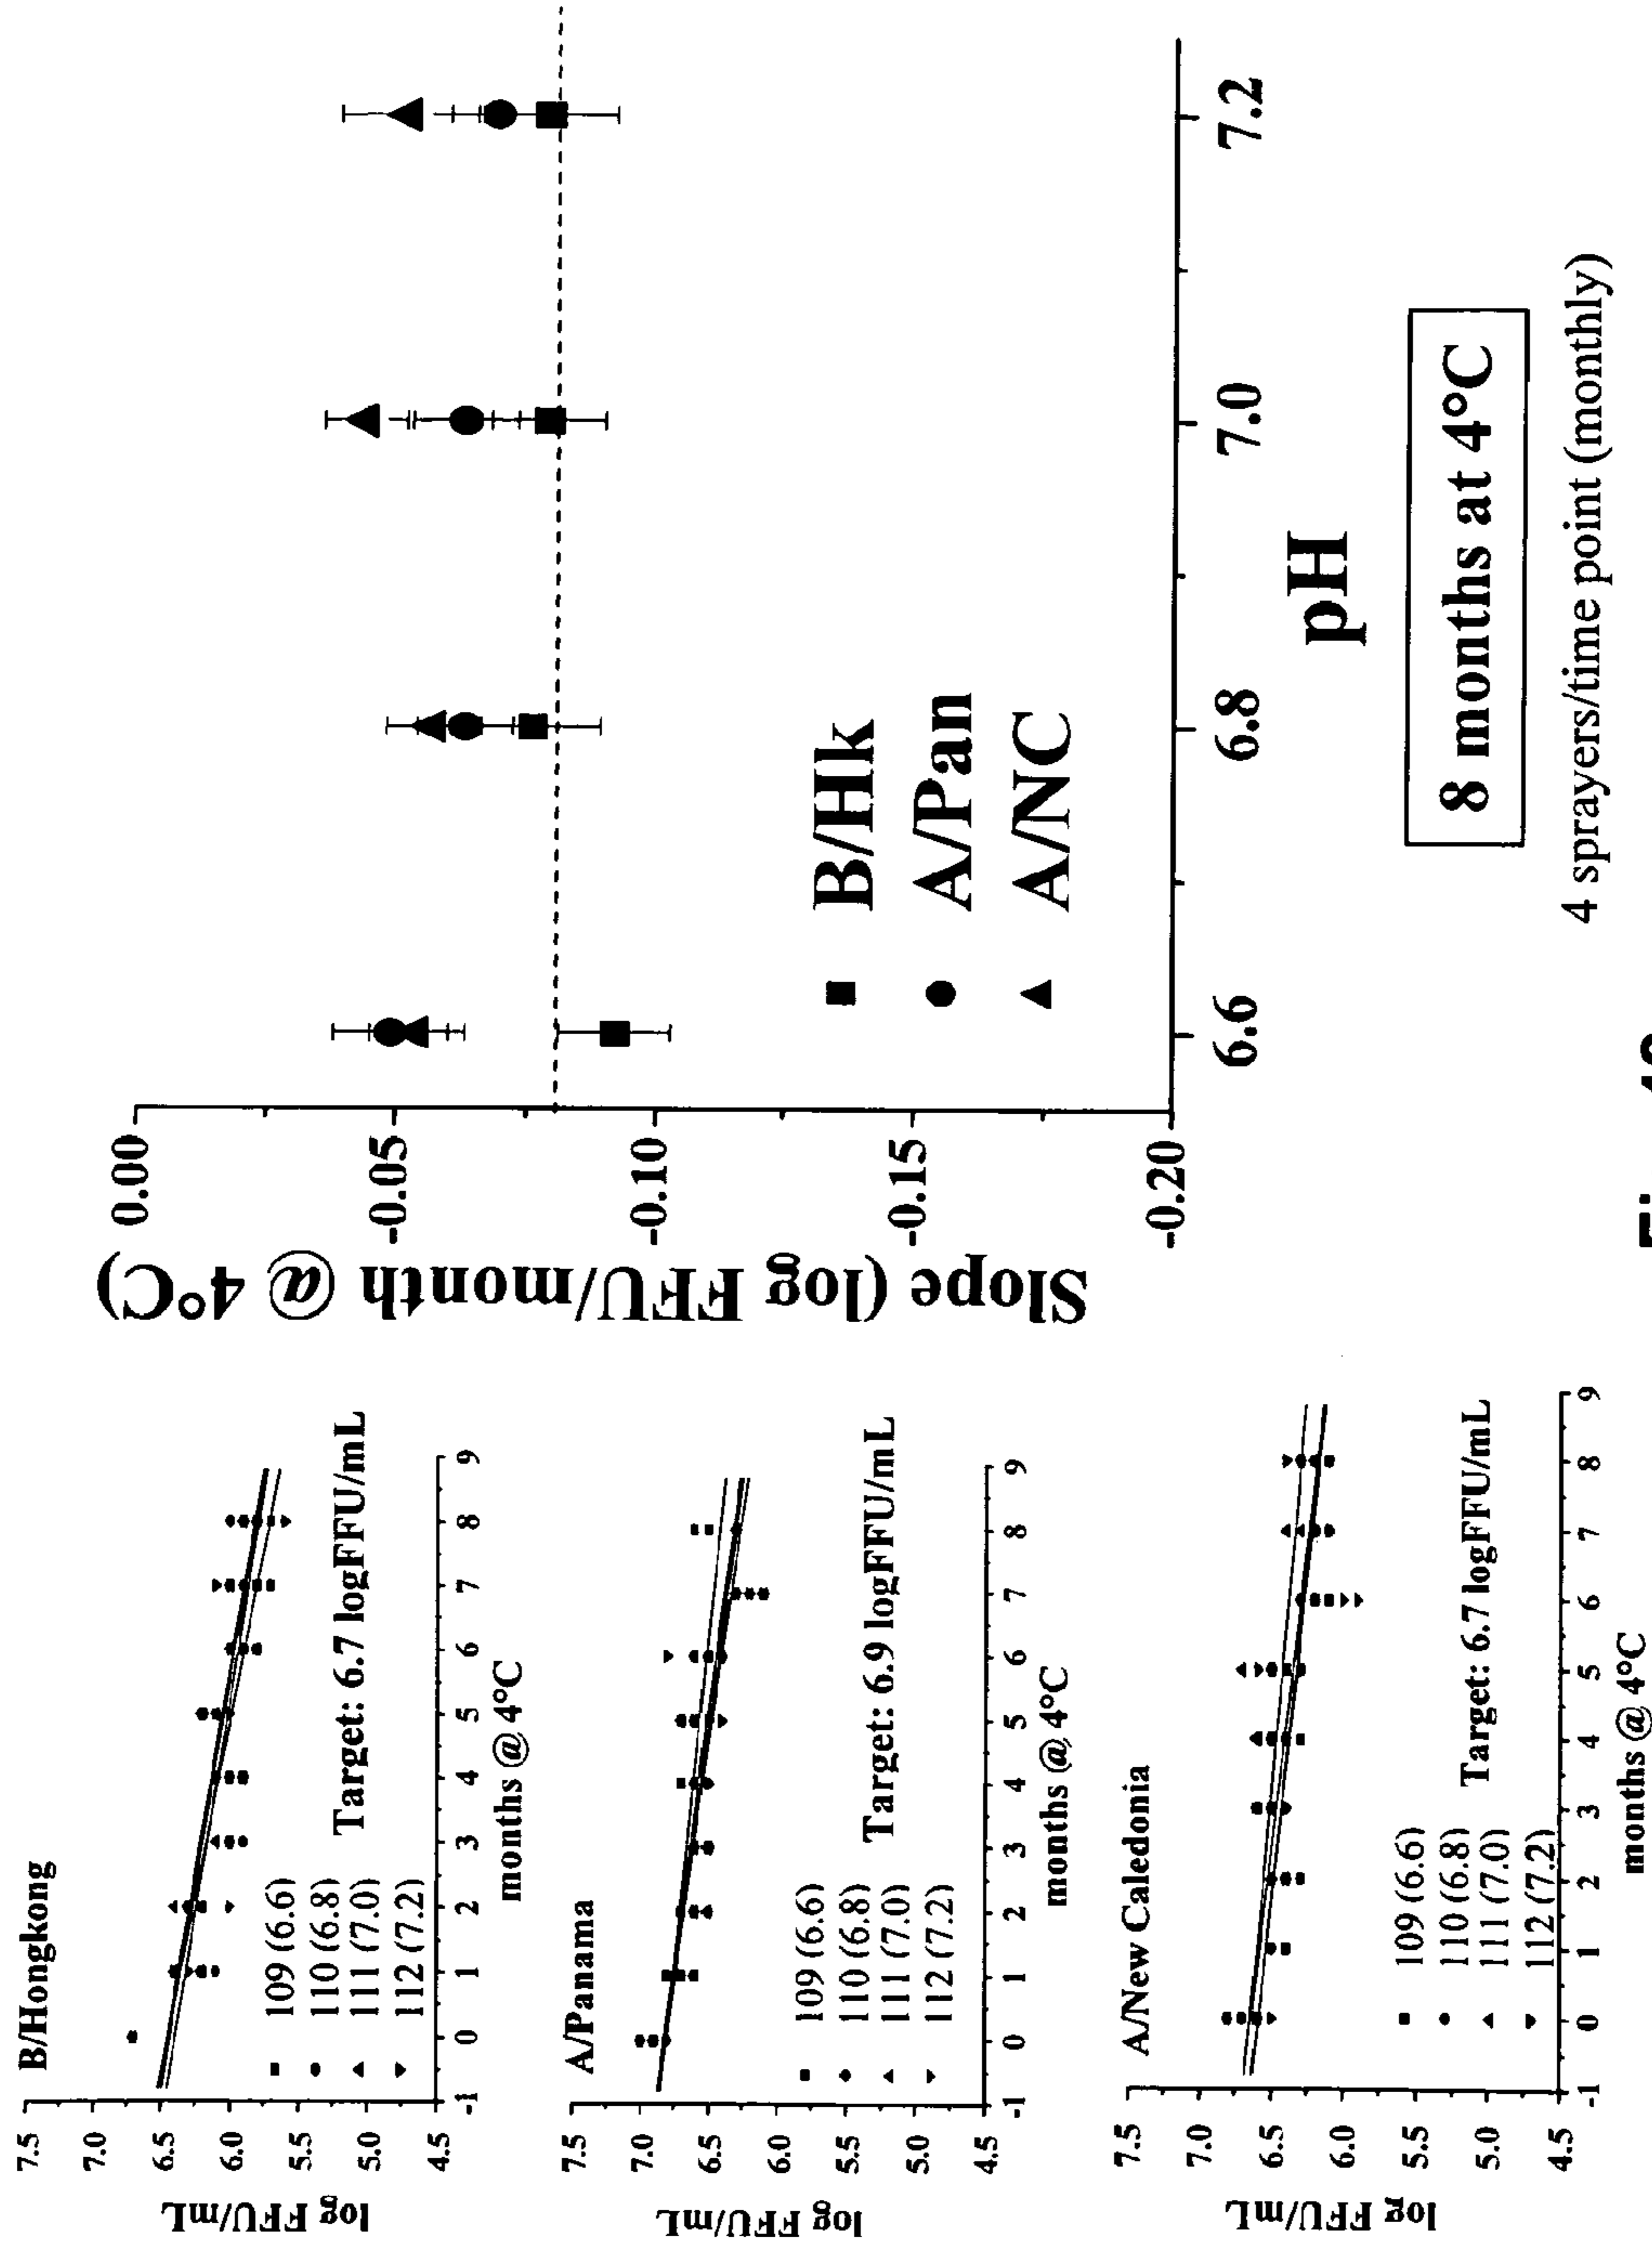 B/Hongkong
7.5
7.0
6.5
6.0
5.5
5.0
4.5
log FFU/mL
109 (6.6)
110 (6.8)
111 (7.0)
112 (7.2)
Target: 6.7 logFFU/mL
-1 0 1 2 3 4 5 6 7 8 9
months @ 4°C
A/Panama
7.5
7.0
6.5
6.0
5.5
5.0
4.5
log FFU/mL
109 (6.6)
110 (6.8)
111 (7.0)
112 (7.2)
Target: 6.9 logFFU/mL
-1 0 1 2 3 4 5 6 7 8 9
months @ 4°C
A/New Caledonia
7.5
7.0
6.5
6.0
5.5
5.0
4.5
log FFU/mL
109 (6.6)
110 (6.8)
111 (7.0)
112 (7.2)
Target: 6.7 logFFU/mL
-1 0 1 2 3 4 5 6 7 8 9
months @ 4°C
Slope (log FFU/month @ 4°C)
0.00
-0.05
-0.10
-0.15
-0.20
B/Hk
A/Pan
A/NC
6.6 6.8 7.0 7.2
pH
8 months at 4°C
4 sprayers/time point (monthly)